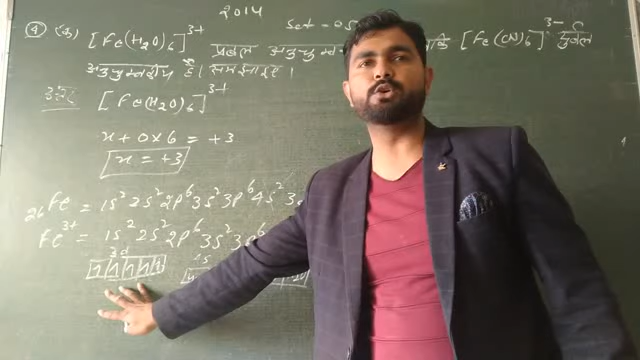 2014
Set = 05
(4) (क) [Fe(H2O)6]3+ प्रबल अनुचुम्बकीय [Fe(CN)6]3- दुर्बल
अनुचुम्बकीय है। समझाइए।
उत्तर [Fe(H2O)6]3+
x + 0 × 6 = +3
x = +3
26Fe = 1s2 2s2 2p6 3s2 3p6 4s2 3
Fe3+ = 1s2 2s2 2p6 3s2 3p6
3d 4s